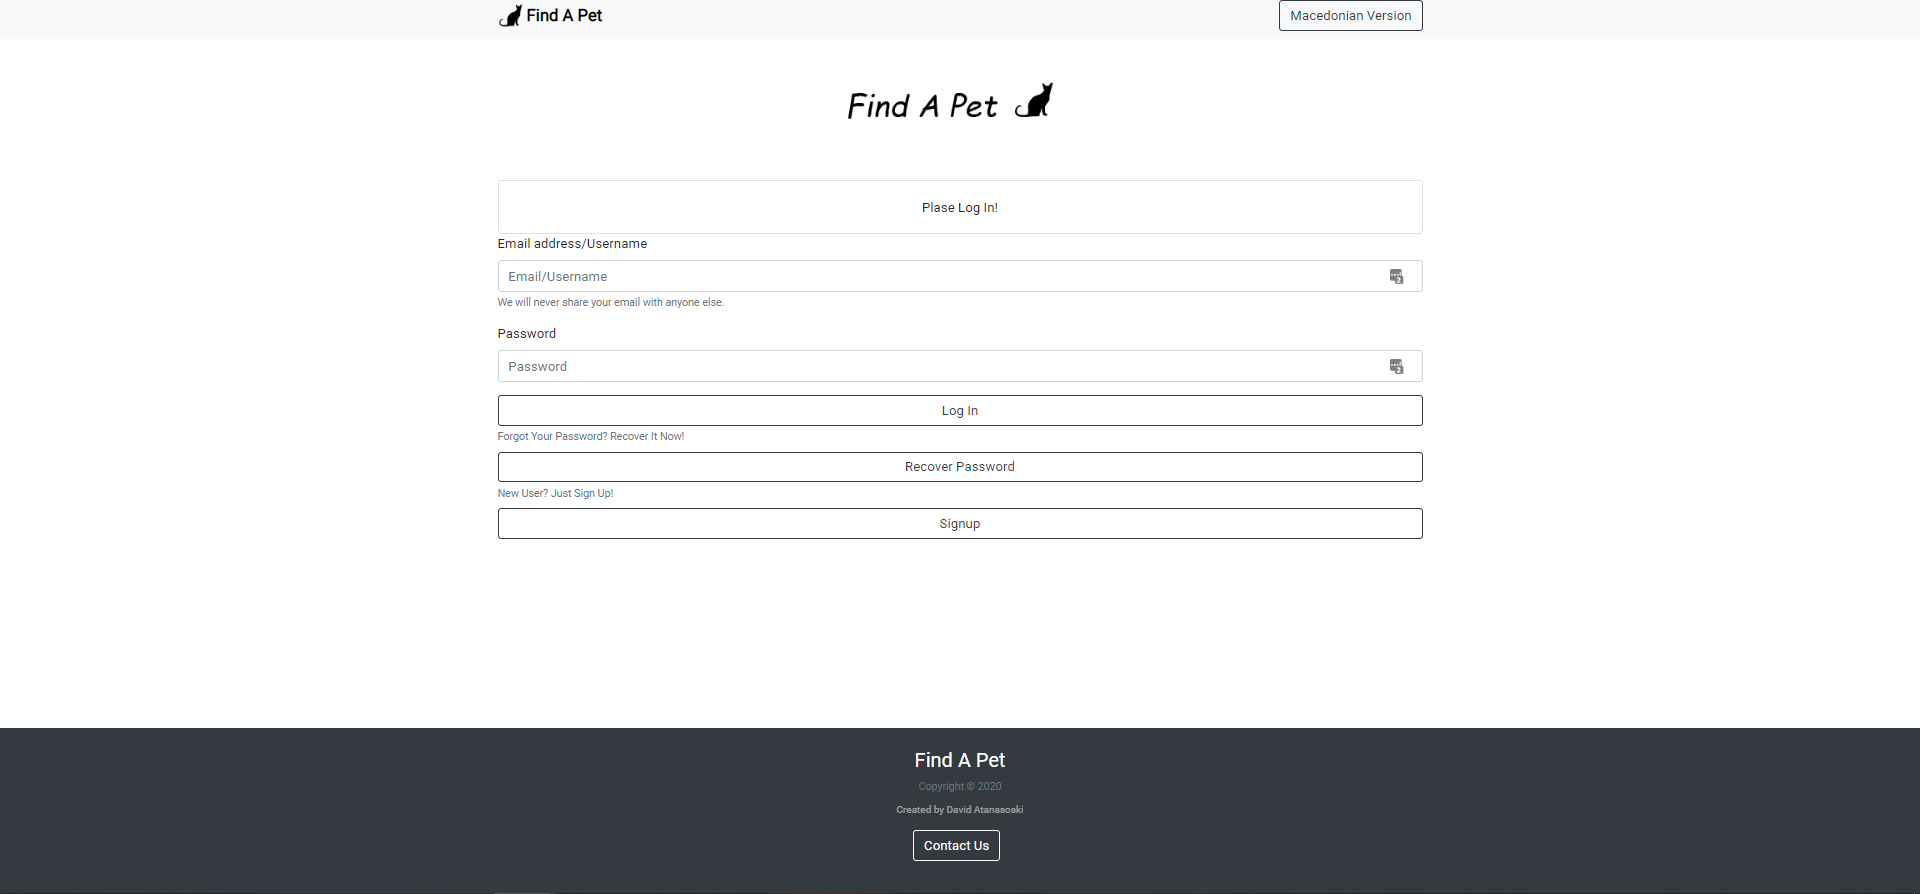 Find A Pet
Macedonian Version
Find A Pet
Plase Log In!
Email address/Username
Email/Username
We will never share your email with anyone else.
Password
Password
Log In
Forgot Your Password? Recover It Now!
Recover Password
New User? Just Sign Up!
Signup
Find A Pet
Copyright © 2020
Created by David Atanasoski
Contact Us